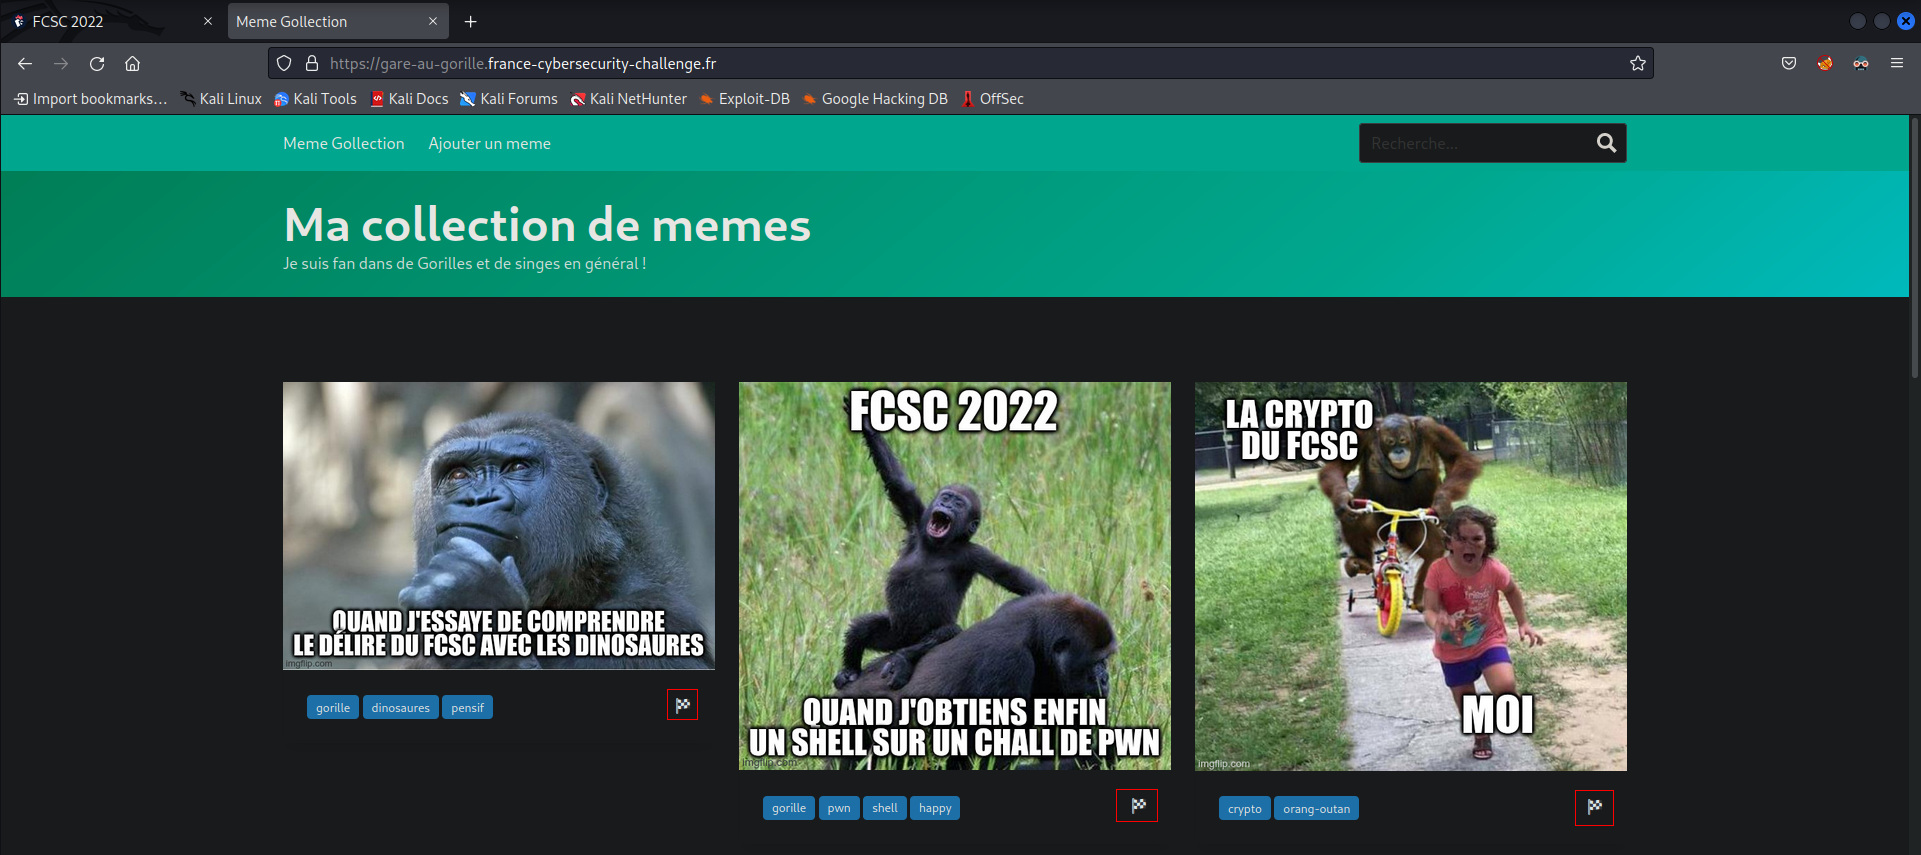 FCSC 2022
Meme Gollection
https://gare-au-gorille.france-cybersecurity-challenge.fr
Import bookmarks... Kali Linux Kali Tools Kali Docs Kali Forums Kali NetHunter Exploit-DB Google Hacking DB OffSec
Meme Gollection Ajouter un meme Recherche...
Ma collection de memes
Je suis fan dans de Gorilles et de singes en général !
QUAND J'ESSAYE DE COMPRENDRE
LE DÉLIRE DU FCSC AVEC LES DINOSAURES
imgflip.com
gorille dinosaures pensif
FCSC 2022
QUAND J'OBTIENS ENFIN
UN SHELL SUR UN CHALL DE PWN
imgflip.com
gorille pwn shell happy
LA CRYPTO
DU FCSC
MOI
imgflip.com
crypto orang-outan